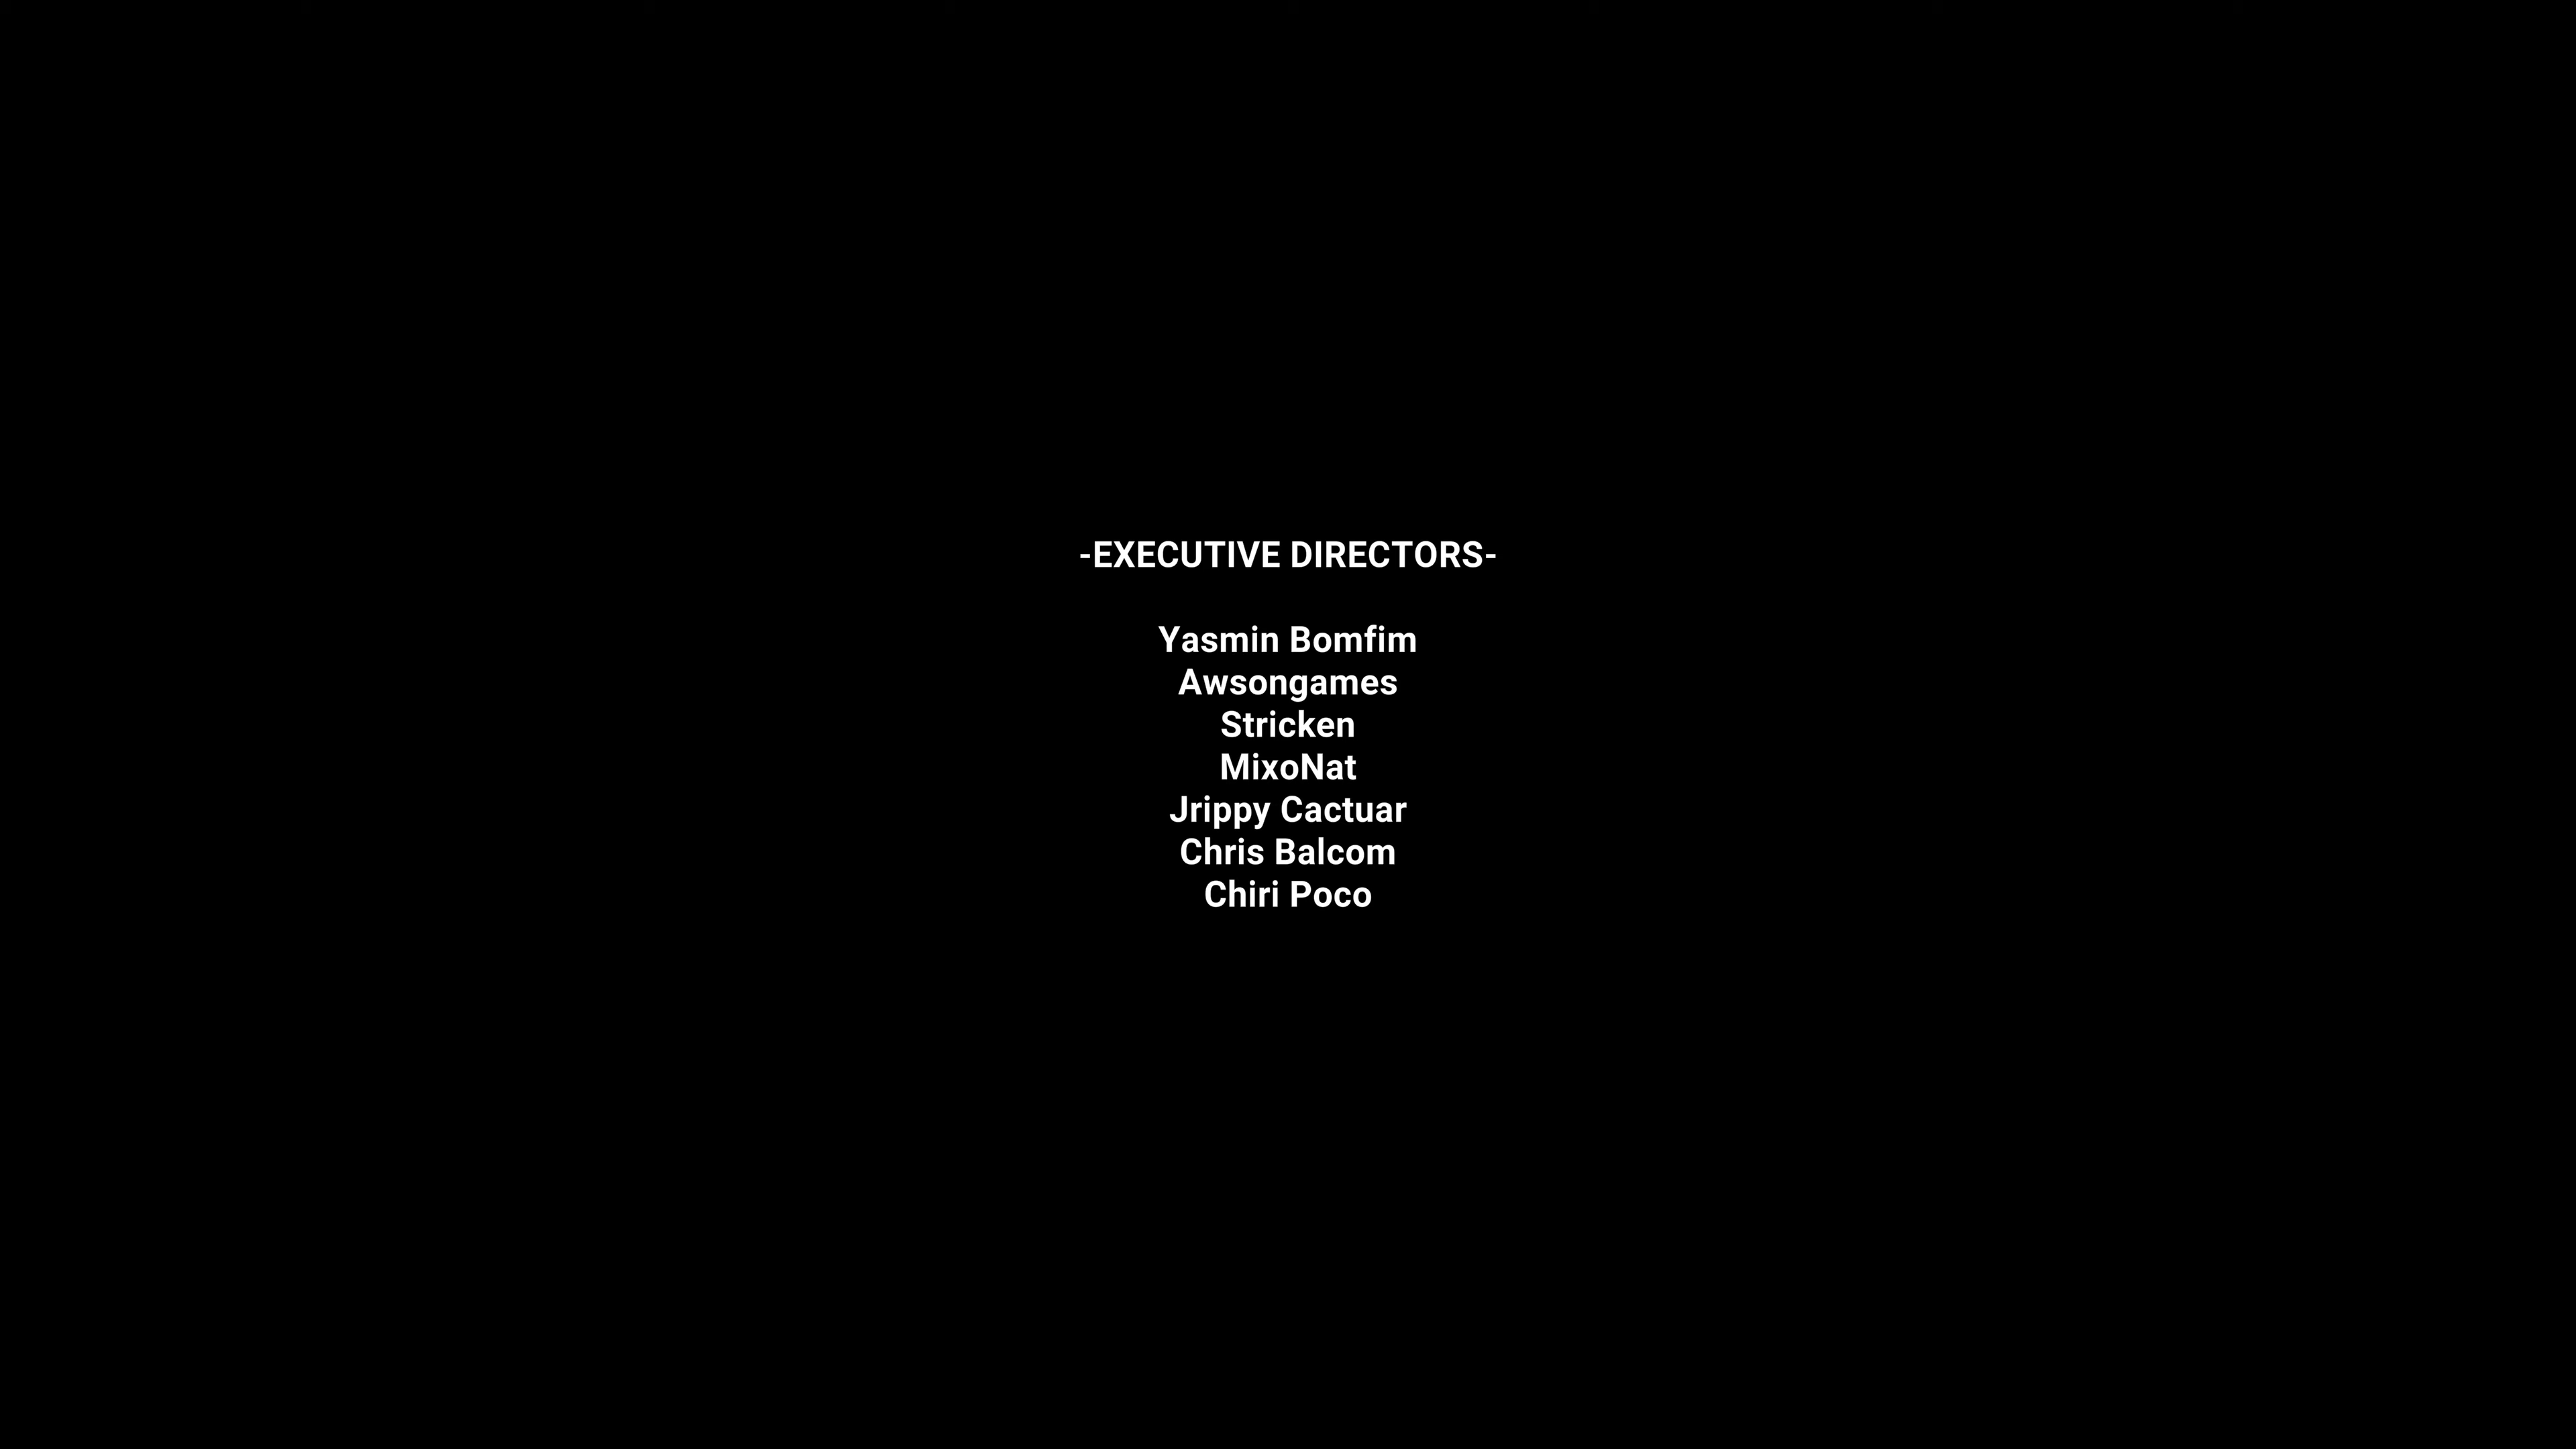 -EXECUTIVE DIRECTORS-
Yasmin Bomfim
Awsongames
Stricken
MixoNat
Jrippy Cactuar
Chris Balcom
Chiri Poco